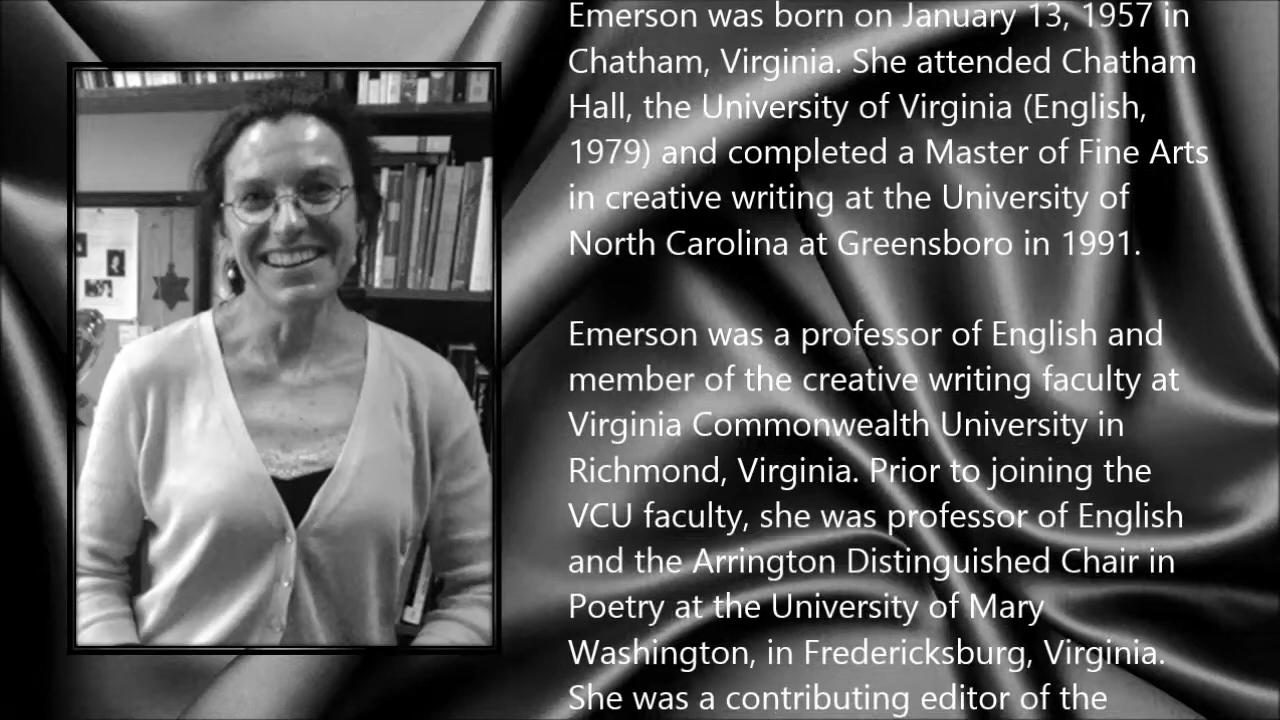 Emerson was born on January 13, 1957 in
Chatham, Virginia. She attended Chatham
Hall, the University of Virginia (English,
1979) and completed a Master of Fine Arts
in creative writing at the University of
North Carolina at Greensboro in 1991.
Emerson was a professor of English and
member of the creative writing faculty at
Virginia Commonwealth University in
Richmond, Virginia. Prior to joining the
VCU faculty, she was professor of English
and the Arrington Distinguished Chair in
Poetry at the University of Mary
Washington, in Fredericksburg, Virginia.
She was a contributing editor of the